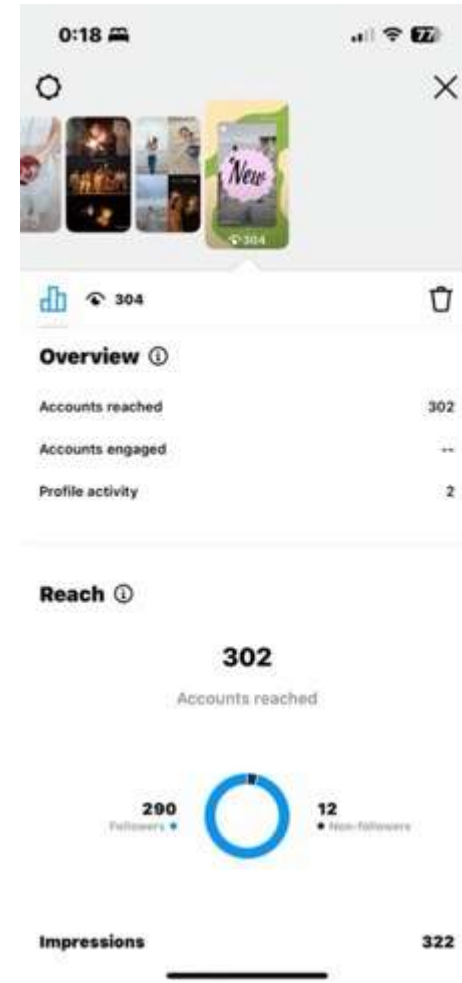 0:18
77
New
304
304
Overview
Accounts reached 302
Accounts engaged --
Profile activity 2
Reach
302
Accounts reached
290
Followers
12
Non-followers
Impressions 322